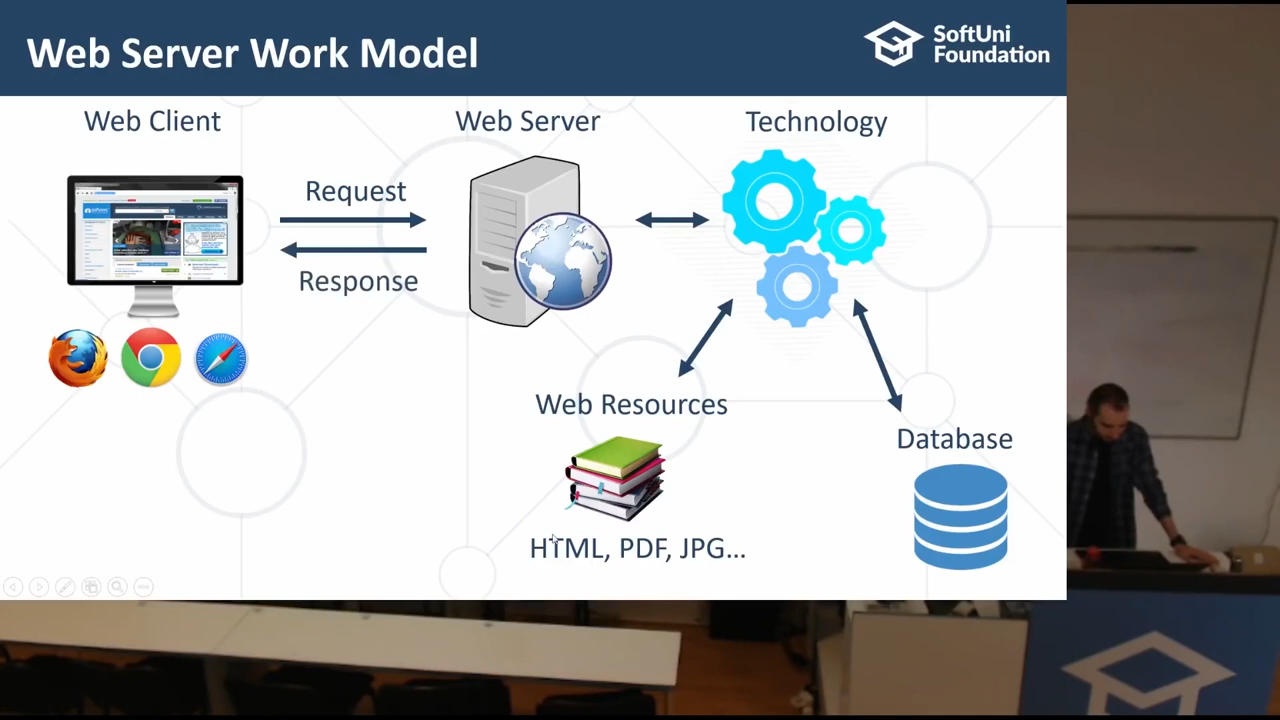 Web Server Work Model
SoftUni
Foundation
Web Client
Web Server
Technology
Request
Response
Web Resources
Database
HTML, PDF, JPG...